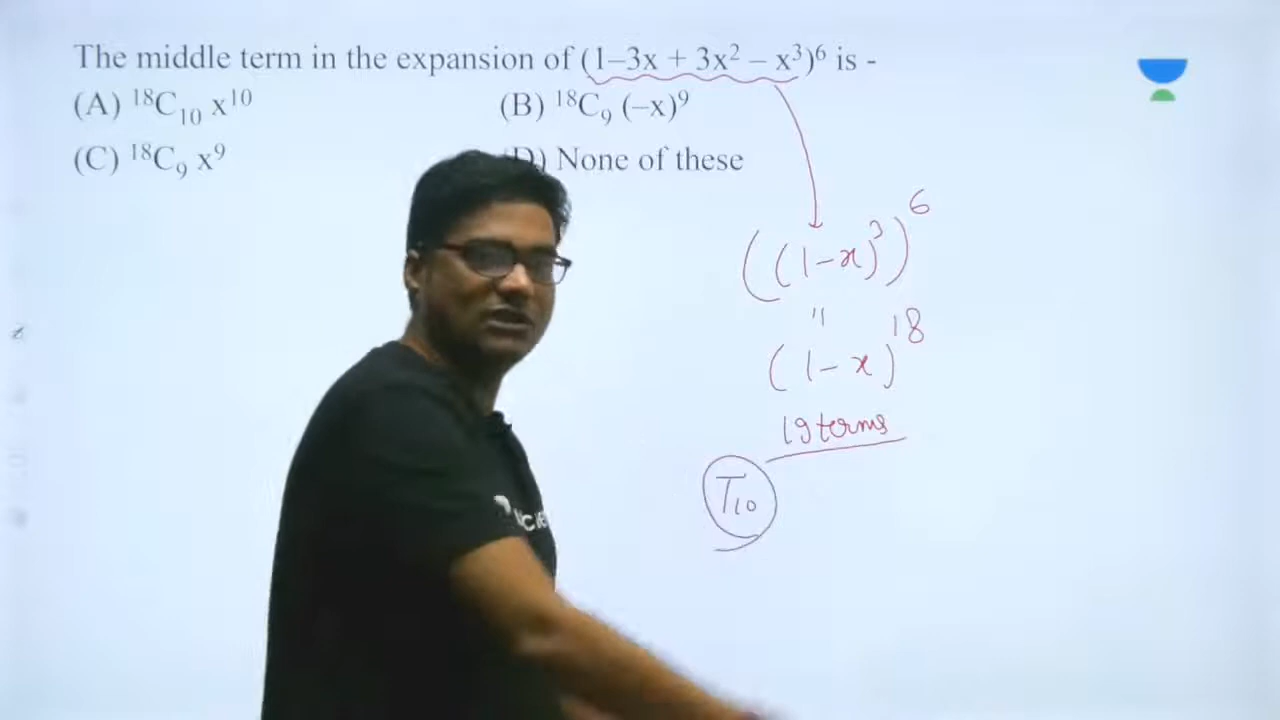 The middle term in the expansion of (1–3x + 3x² – x³)⁶ is -
(A) ¹⁸C₁₀ x¹⁰
(B) ¹⁸C₉ (–x)⁹
(C) ¹⁸C₉ x⁹
(D) None of these
((1-x)³)⁶
"
(1-x)¹⁸
19 terms
T₁₀